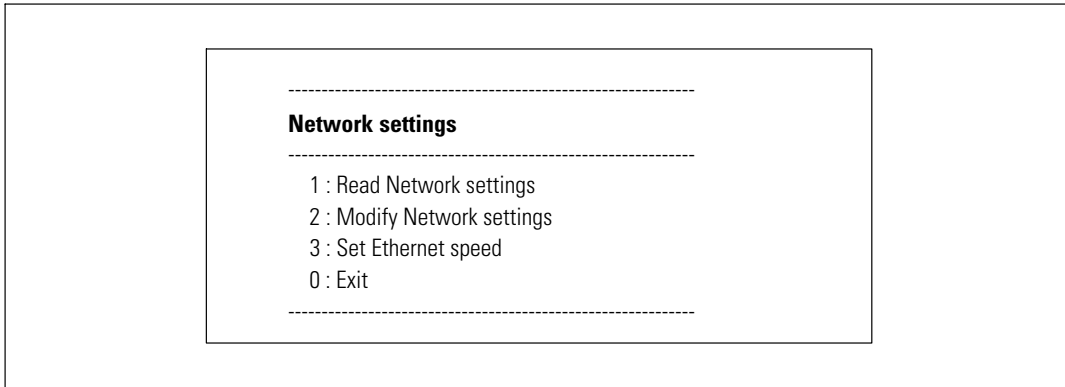 ------------------------------------------------------------
Network settings
------------------------------------------------------------
1 : Read Network settings
2 : Modify Network settings
3 : Set Ethernet speed
0 : Exit
------------------------------------------------------------